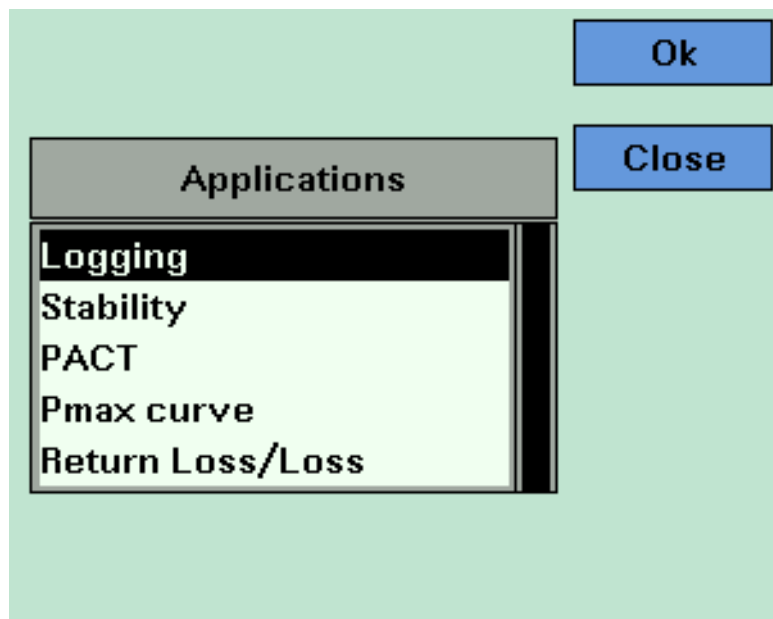 Ok
Close
Applications
Logging
Stability
PACT
Pmax curve
Return Loss/Loss